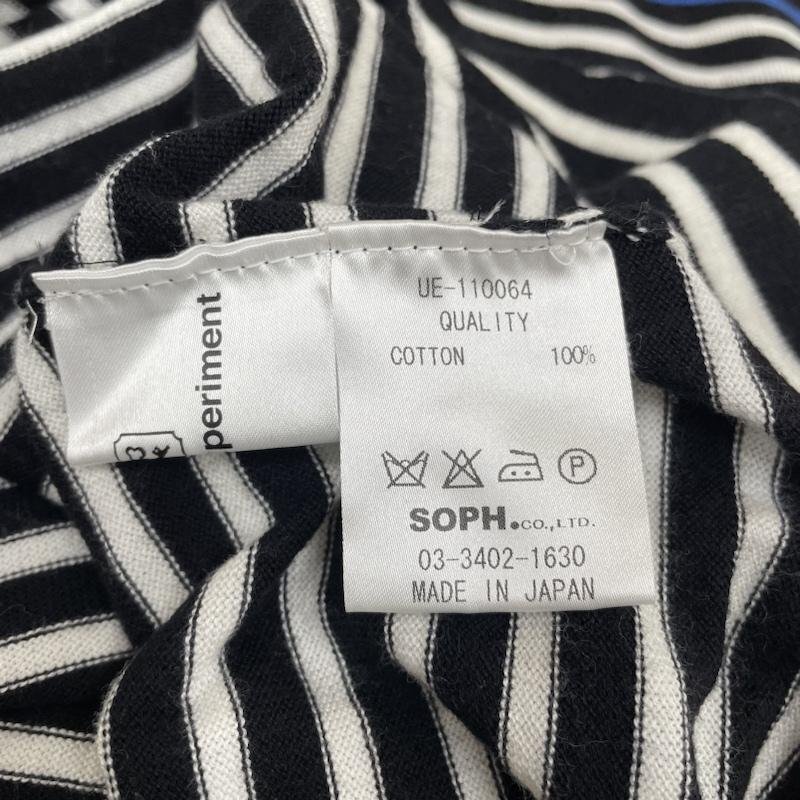 periment
UE-110064
QUALITY
COTTON 100%
P
SOPH.CO.,LTD.
03-3402-1630
MADE IN JAPAN